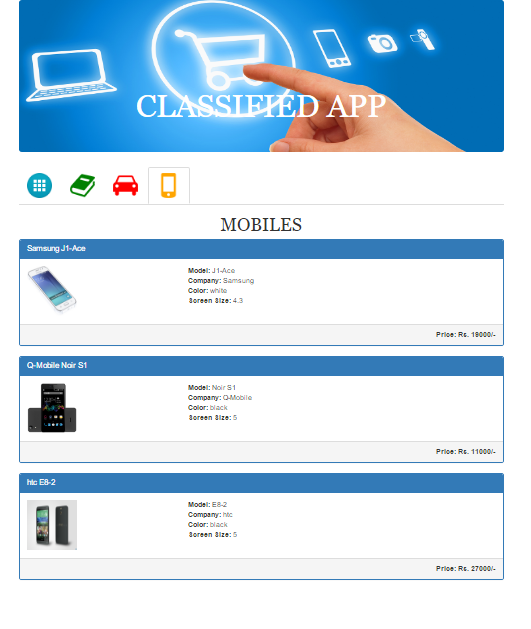 CLASSIFIED APP
MOBILES
Samsung J1-Ace
Model: J1-Ace
Company: Samsung
Color: white
Screen Size: 4.3
Price: Rs. 19000/-
Q-Mobile Noir S1
Model: Noir S1
Company: Q-Mobile
Color: black
Screen Size: 5
Price: Rs. 11000/-
htc E8-2
Model: E8-2
Company: htc
Color: black
Screen Size: 5
Price: Rs. 27000/-